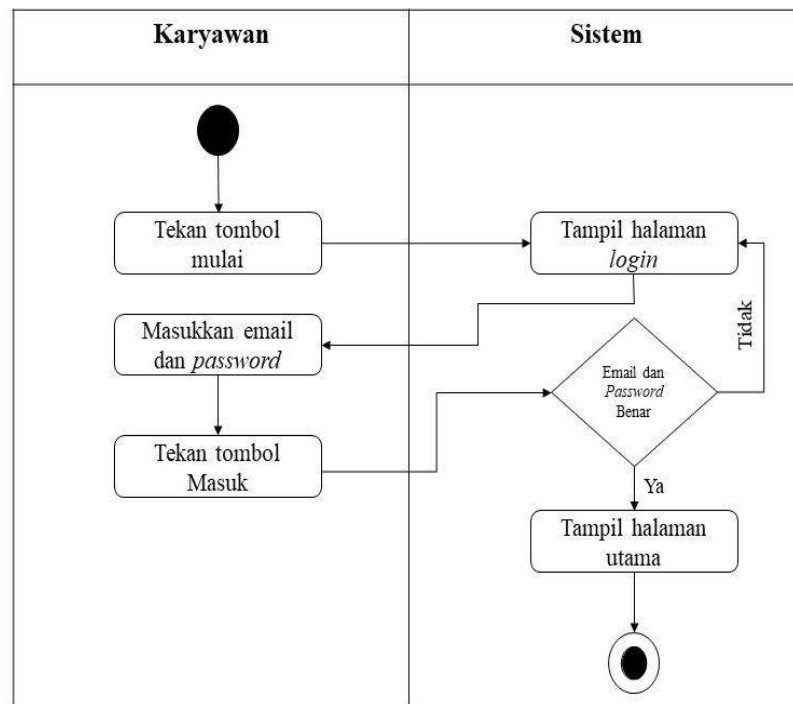 Karyawan
Sistem
Tekan tombol
mulai
Tampil halaman
login
Masukkan email
dan password
Tidak
Email dan
Password
Benar
Tekan tombol
Masuk
Ya
Tampil halaman
utama